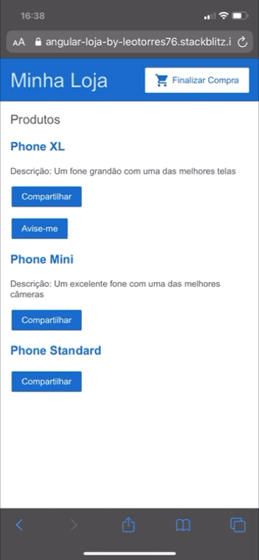 16:38
AA angular-loja-by-leotorres76.stackblitz.i
Minha Loja
Finalizar Compra
Produtos
Phone XL
Descrição: Um fone grandão com uma das melhores telas
Compartilhar
Avise-me
Phone Mini
Descrição: Um excelente fone com uma das melhores
câmeras
Compartilhar
Phone Standard
Compartilhar